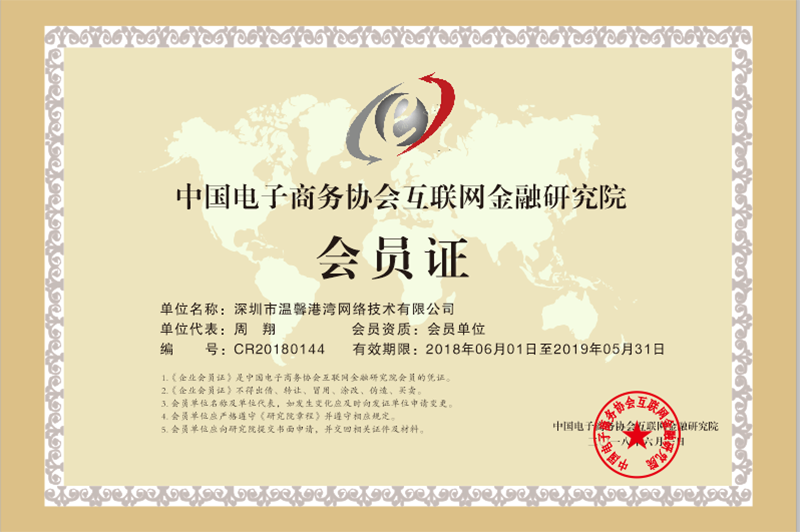 中国电子商务协会互联网金融研究院
会员证
单位名称：深圳市温馨港湾网络技术有限公司
单位代表：周 翔 会员资质：会员单位
编 号：CR20180144 有效期限：2018年06月01日至2019年05月31日
1.《企业会员证》是中国电子商务协会互联网金融研究院会员的凭证。
2.《企业会员证》不得出借、转让、冒用、涂改、伪造、买卖。
3.会员单位名称及单位代表，如发生变化应及时向发证单位申请变更。
4.会员单位应严格遵守《研究院章程》并遵守相应规定。
5.会员单位应向研究院提交书面申请，并交回相关证件及材料。
中国电子商务协会互联网金融研究院
一八年六月 日
中国电子商务协会互联网金融研究院